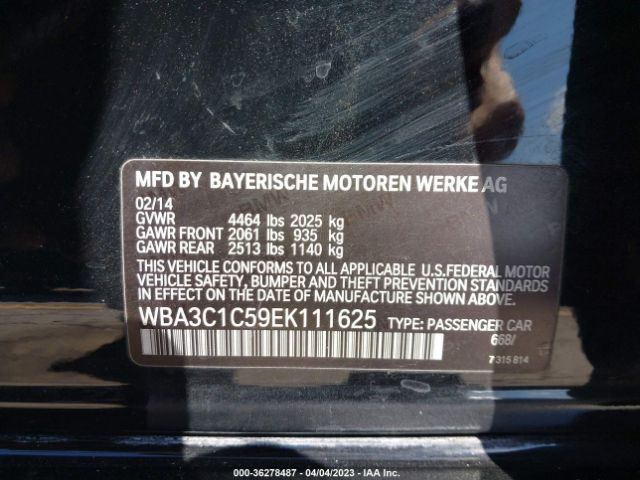 MFD BY BAYERISCHE MOTOREN WERKE AG
02/14
GVWR 4464 lbs 2025 kg
GAWR FRONT 2061 lbs 935 kg
GAWR REAR 2513 lbs 1140 kg
THIS VEHICLE CONFORMS TO ALL APPLICABLE U.S.FEDERAL MOTOR
VEHICLE SAFETY, BUMPER AND THEFT PREVENTION STANDARDS
IN EFFECT ON THE DATE OF MANUFACTURE SHOWN ABOVE.
WBA3C1C59EK111625 TYPE: PASSENGER CAR
668/
7315814
000-36278487 - 04/04/2023 - IAA Inc.